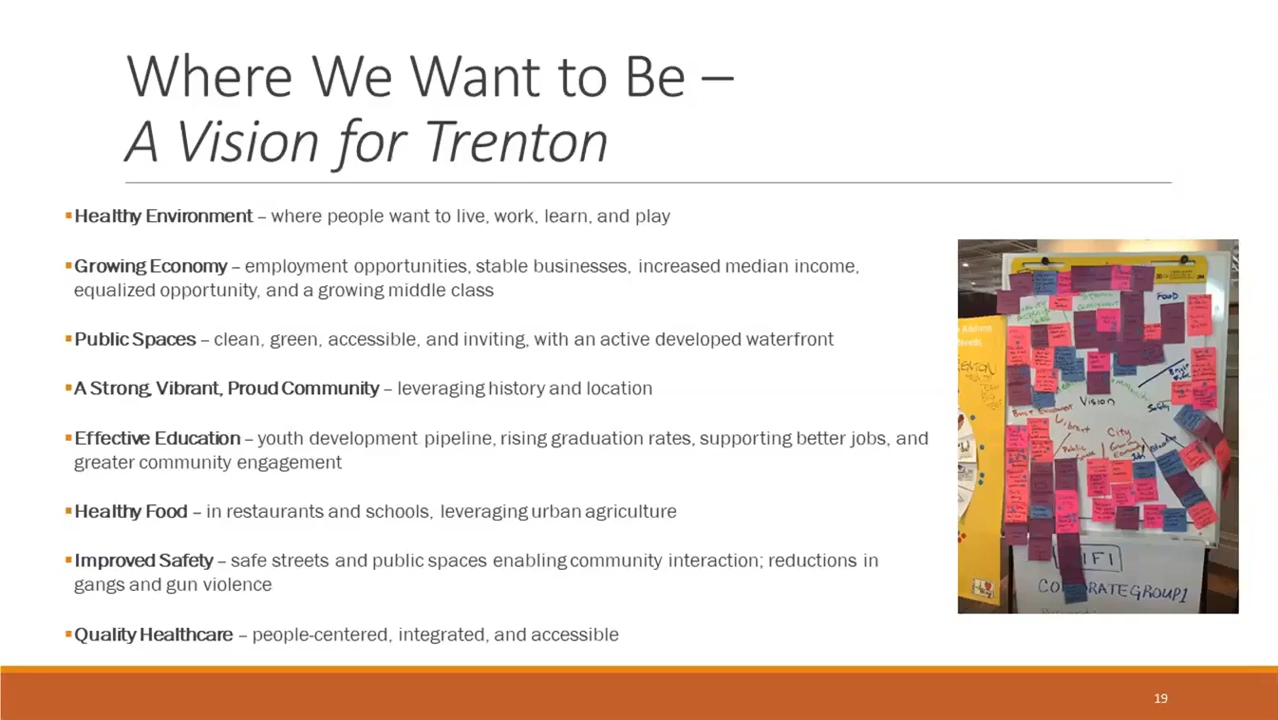 Where We Want to Be –
A Vision for Trenton
▪Healthy Environment – where people want to live, work, learn, and play
▪Growing Economy – employment opportunities, stable businesses, increased median income,
equalized opportunity, and a growing middle class
▪Public Spaces – clean, green, accessible, and inviting, with an active developed waterfront
▪A Strong, Vibrant, Proud Community – leveraging history and location
▪Effective Education – youth development pipeline, rising graduation rates, supporting better jobs, and
greater community engagement
▪Healthy Food – in restaurants and schools, leveraging urban agriculture
▪Improved Safety – safe streets and public spaces enabling community interaction; reductions in
gangs and gun violence
▪Quality Healthcare – people-centered, integrated, and accessible
FOOD
Vision
Safety
Vibrant
City
Public
CORPORATEGROUP1
19